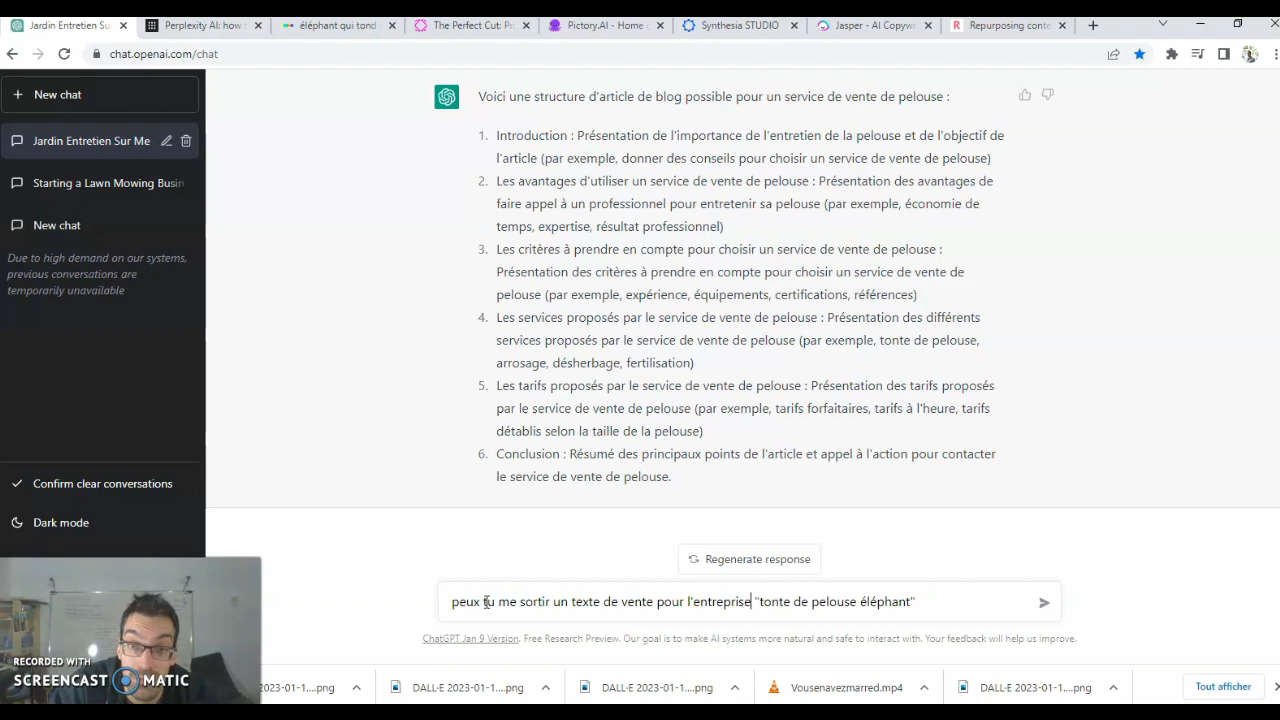 Jardin Entretien Sur
Perplexity AI: how
éléphant qui tond
The Perfect Cut: Pr
Pictory.AI - Home
Synthesia STUDIO
Jasper - AI Copyw
Repurposing conte
chat.openai.com/chat
New chat
Jardin Entretien Sur Me
Starting a Lawn Mowing Busin
New chat
Due to high demand on our systems,
previous conversations are
temporarily unavailable
Confirm clear conversations
Dark mode
Voici une structure d'article de blog possible pour un service de vente de pelouse :
1. Introduction : Présentation de l'importance de l'entretien de la pelouse et de l'objectif de
l'article (par exemple, donner des conseils pour choisir un service de vente de pelouse)
2. Les avantages d'utiliser un service de vente de pelouse : Présentation des avantages de
faire appel à un professionnel pour entretenir sa pelouse (par exemple, économie de
temps, expertise, résultat professionnel)
3. Les critères à prendre en compte pour choisir un service de vente de pelouse :
Présentation des critères à prendre en compte pour choisir un service de vente de
pelouse (par exemple, expérience, équipements, certifications, références)
4. Les services proposés par le service de vente de pelouse : Présentation des différents
services proposés par le service de vente de pelouse (par exemple, tonte de pelouse,
arrosage, désherbage, fertilisation)
5. Les tarifs proposés par le service de vente de pelouse : Présentation des tarifs proposés
par le service de vente de pelouse (par exemple, tarifs forfaitaires, tarifs à l'heure, tarifs
détablis selon la taille de la pelouse)
6. Conclusion : Résumé des principaux points de l'article et appel à l'action pour contacter
le service de vente de pelouse.
Regenerate response
peux tu me sortir un texte de vente pour l'entreprise "tonte de pelouse éléphant"
ChatGPT Jan 9 Version. Free Research Preview. Our goal is to make AI systems more natural and safe to interact with. Your feedback will help us improve.
RECORDED WITH
SCREENCAST MATIC
2023-01-1....png
DALL·E 2023-01-1....png
DALL·E 2023-01-1....png
Vousenavezmarred.mp4
DALL·E 2023-01-1....png
Tout afficher